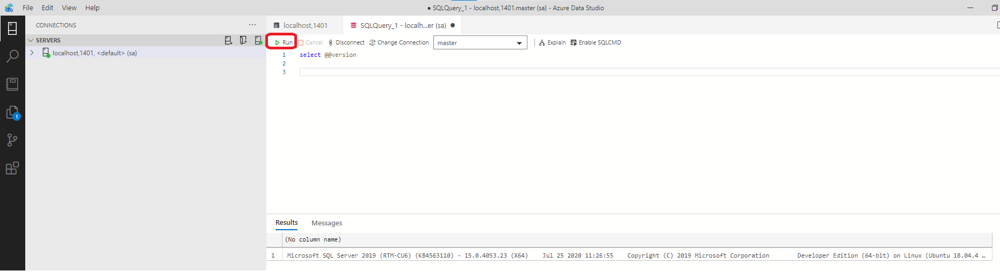 File Edit View Help
● SQLQuery_1 - localhost,1401.master (sa) - Azure Data Studio
CONNECTIONS ...
SERVERS
localhost,1401, <default> (sa)
1
localhost,1401
SQLQuery_1 - localh...er (sa) ●
Run Cancel Disconnect Change Connection master Explain Enable SQLCMD
1 select @@version
2
3
Results Messages
(No column name)
1 Microsoft SQL Server 2019 (RTM-CU6) (KB4563110) - 15.0.4053.23 (X64) Jul 25 2020 11:26:55 Copyright (C) 2019 Microsoft Corporation Developer Edition (64-bit) on Linux (Ubuntu 18.04.4 …